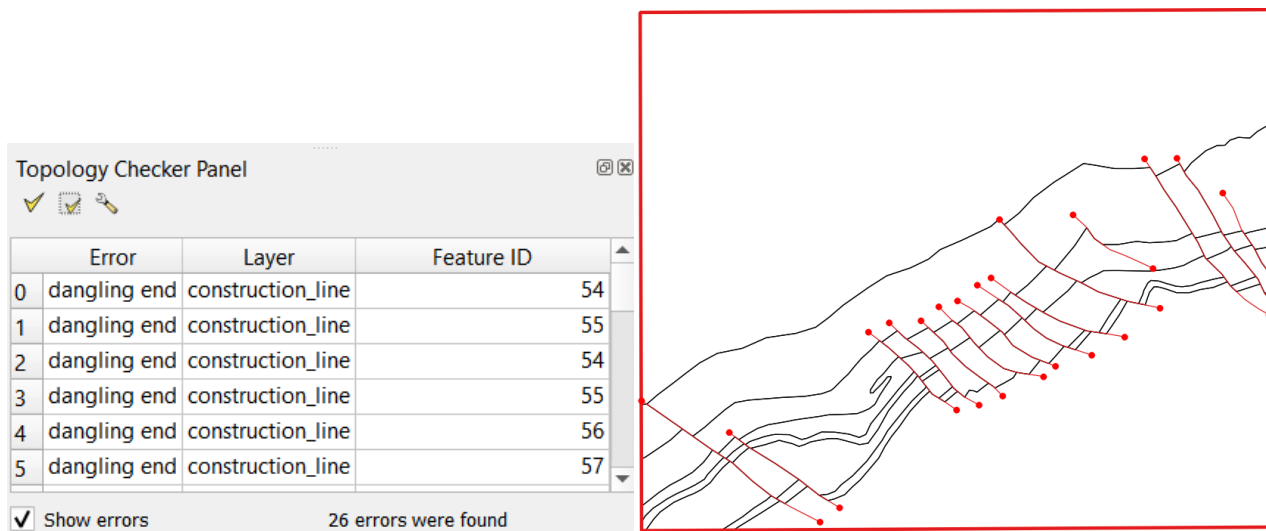 Topology Checker Panel
Error Layer Feature ID
0 dangling end construction_line 54
1 dangling end construction_line 55
2 dangling end construction_line 54
3 dangling end construction_line 55
4 dangling end construction_line 56
5 dangling end construction_line 57
Show errors 26 errors were found